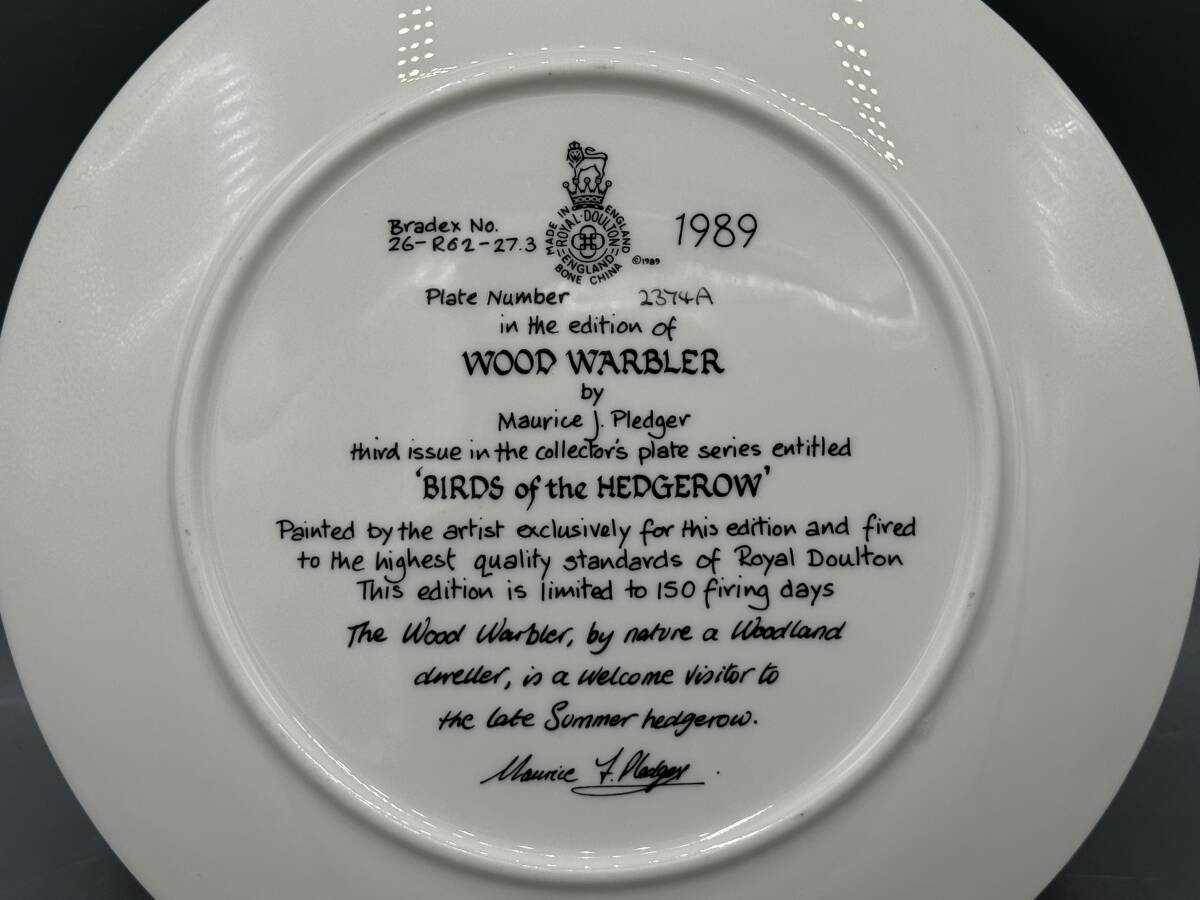 Bradex No.
26-R62-27.3
MADE IN ENGLAND
ROYAL·DOULTON
ENGLAND
BONE CHINA
©1989
1989
Plate Number 2374A
in the edition of
WOOD WARBLER
by
Maurice J. Pledger
third issue in the collector's plate series entitled
'BIRDS of the HEDGEROW'
Painted by the artist exclusively for this edition and fired
to the highest quality standards of Royal Doulton
This edition is limited to 150 firing days
The Wood Warbler, by nature a Woodland
dweller, is a welcome visitor to
the late Summer hedgerow.
Maurice J. Pledger.